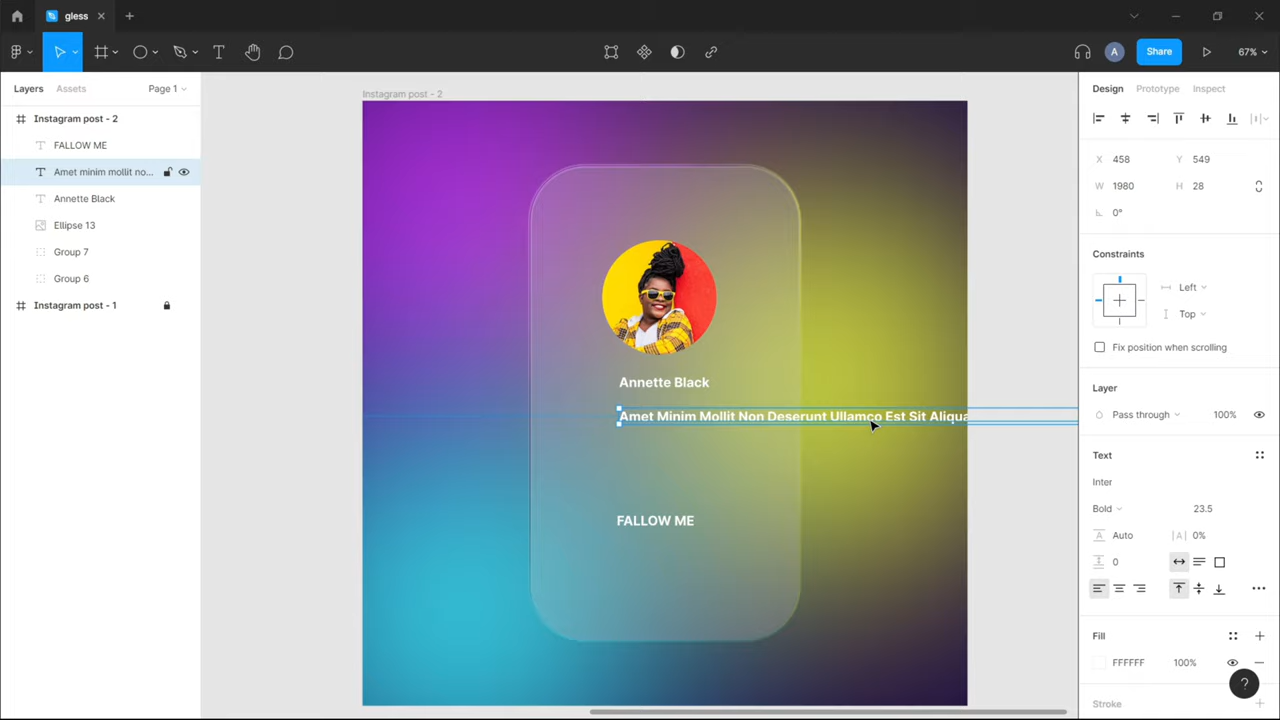 gless
A
Share
67%
Layers
Assets
Page 1
Instagram post - 2
FALLOW ME
Amet minim mollit no...
Annette Black
Ellipse 13
Group 7
Group 6
Instagram post - 1
Instagram post - 2
Annette Black
Amet Minim Mollit Non Deserunt Ullamco Est Sit Aliqua
FALLOW ME
Design
Prototype
Inspect
X 458
Y 549
W 1980
H 28
0°
Constraints
Left
Top
Fix position when scrolling
Layer
Pass through
100%
Text
Inter
Bold
23.5
A Auto
|A| 0%
0
Fill
FFFFFF
100%
?
Stroke